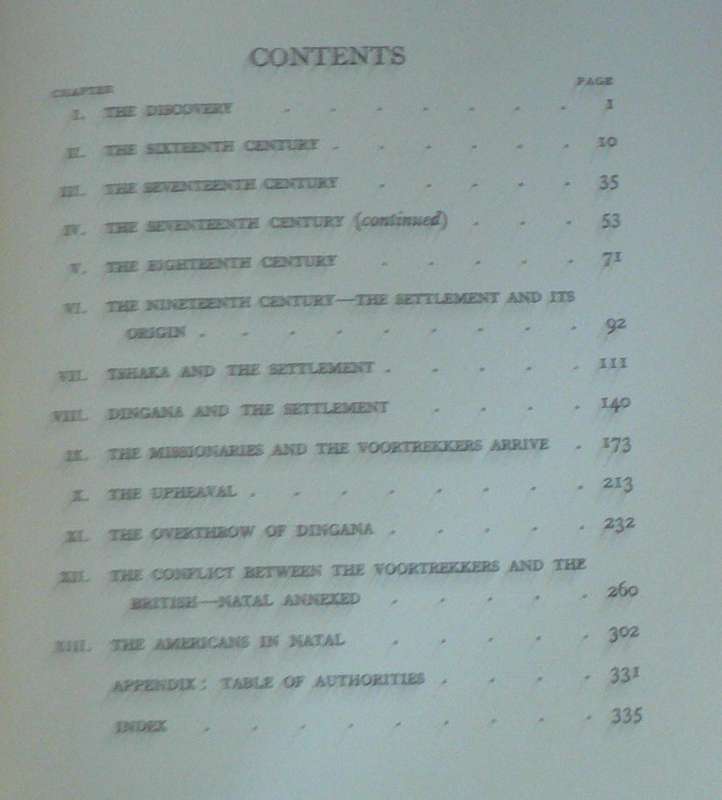 CONTENTS
CHAPTER PAGE
I. THE DISCOVERY . . . . . . . 1
II. THE SIXTEENTH CENTURY . . . . . . 10
III. THE SEVENTEENTH CENTURY . . . . . 35
IV. THE SEVENTEENTH CENTURY (continued) . . . 53
V. THE EIGHTEENTH CENTURY . . . . . 71
VI. THE NINETEENTH CENTURY—THE SETTLEMENT AND ITS
ORIGIN . . . . . . . . . 92
VII. TSHAKA AND THE SETTLEMENT . . . . . 111
VIII. DINGANA AND THE SETTLEMENT . . . . 140
IX. THE MISSIONARIES AND THE VOORTREKKERS ARRIVE . 173
X. THE UPHEAVAL . . . . . . . . 213
XI. THE OVERTHROW OF DINGANA . . . . . 232
XII. THE CONFLICT BETWEEN THE VOORTREKKERS AND THE
BRITISH—NATAL ANNEXED . . . . . 260
XIII. THE AMERICANS IN NATAL . . . . . 302
APPENDIX: TABLE OF AUTHORITIES . . . . 331
INDEX . . . . . . . . . 335